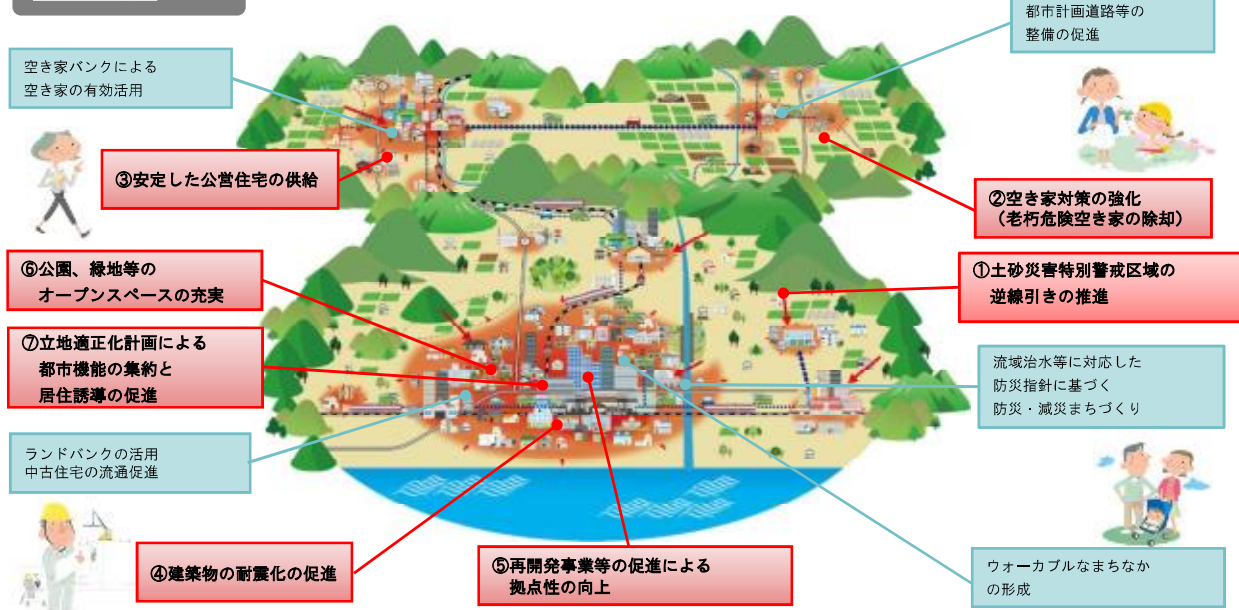 都市計画道路等の
整備の促進
空き家バンクによる
空き家の有効活用
③安定した公営住宅の供給
②空き家対策の強化
（老朽危険空き家の除却）
⑥公園、緑地等の
オープンスペースの充実
①土砂災害特別警戒区域の
逆線引きの推進
⑦立地適正化計画による
都市機能の集約と
居住誘導の促進
流域治水等に対応した
防災指針に基づく
防災・減災まちづくり
ランドバンクの活用
中古住宅の流通促進
④建築物の耐震化の促進
⑤再開発事業等の促進による
拠点性の向上
ウォーカブルなまちなか
の形成